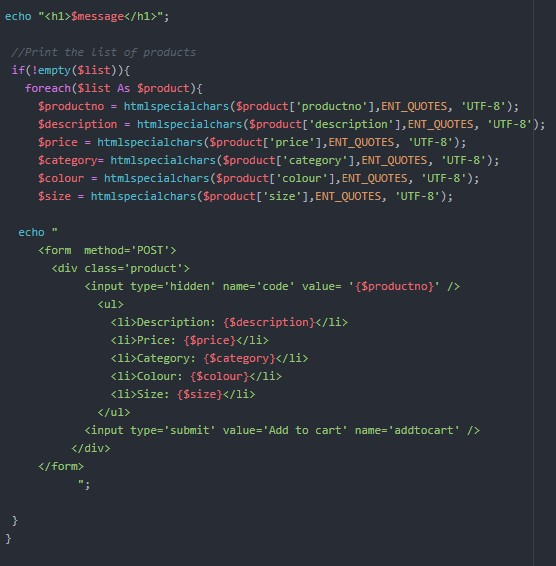 echo "<h1>$message</h1>";
//Print the list of products
if(!empty($list)){
foreach($list As $product){
$productno = htmlspecialchars($product['productno'],ENT_QUOTES, 'UTF-8');
$description = htmlspecialchars($product['description'],ENT_QUOTES, 'UTF-8');
$price = htmlspecialchars($product['price'],ENT_QUOTES, 'UTF-8');
$category= htmlspecialchars($product['category'],ENT_QUOTES, 'UTF-8');
$colour = htmlspecialchars($product['colour'],ENT_QUOTES, 'UTF-8');
$size = htmlspecialchars($product['size'],ENT_QUOTES, 'UTF-8');
echo "
<form  method='POST'>
<div class='product'>
<input type='hidden' name='code' value= '{$productno}' />
<ul>
<li>Description: {$description}</li>
<li>Price: {$price}</li>
<li>Category: {$category}</li>
<li>Colour: {$colour}</li>
<li>Size: {$size}</li>
</ul>
<input type='submit' value='Add to cart' name='addtocart' />
</div>
</form>
";
}
}